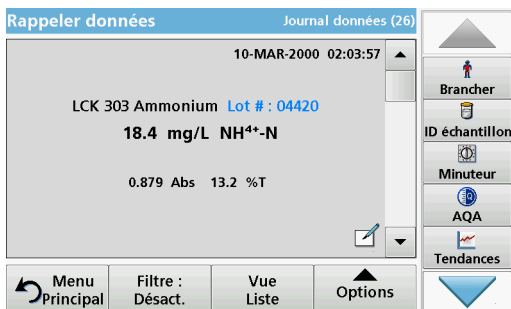 Rappeler données
Journal données (26)
10-MAR-2000 02:03:57
LCK 303 Ammonium Lot # : 04420
18.4 mg/L NH⁴⁺-N
0.879 Abs 13.2 %T
Menu
Principal
Filtre :
Désact.
Vue
Liste
Options
Brancher
ID échantillon
Minuteur
AQA
Tendances